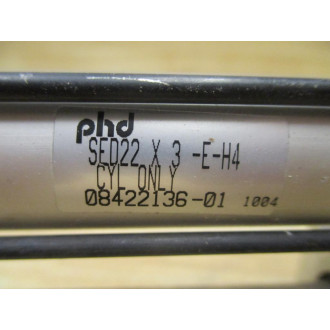 phd
SED22 X 3 -E-H4
CYL ONLY
08422136-01 1004